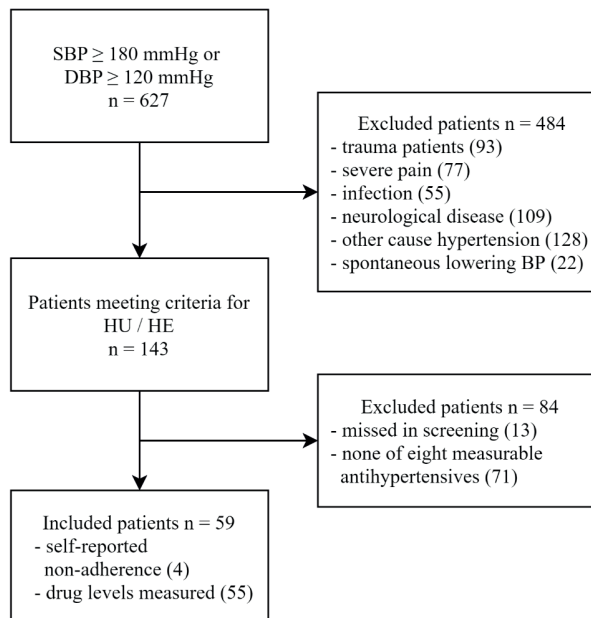 SBP ≥ 180 mmHg or
DBP ≥ 120 mmHg
n = 627
Excluded patients n = 484
- trauma patients (93)
- severe pain (77)
- infection (55)
- neurological disease (109)
- other cause hypertension (128)
- spontaneous lowering BP (22)
Patients meeting criteria for
HU / HE
n = 143
Excluded patients n = 84
- missed in screening (13)
- none of eight measurable
antihypertensives (71)
Included patients n = 59
- self-reported
non-adherence (4)
- drug levels measured (55)